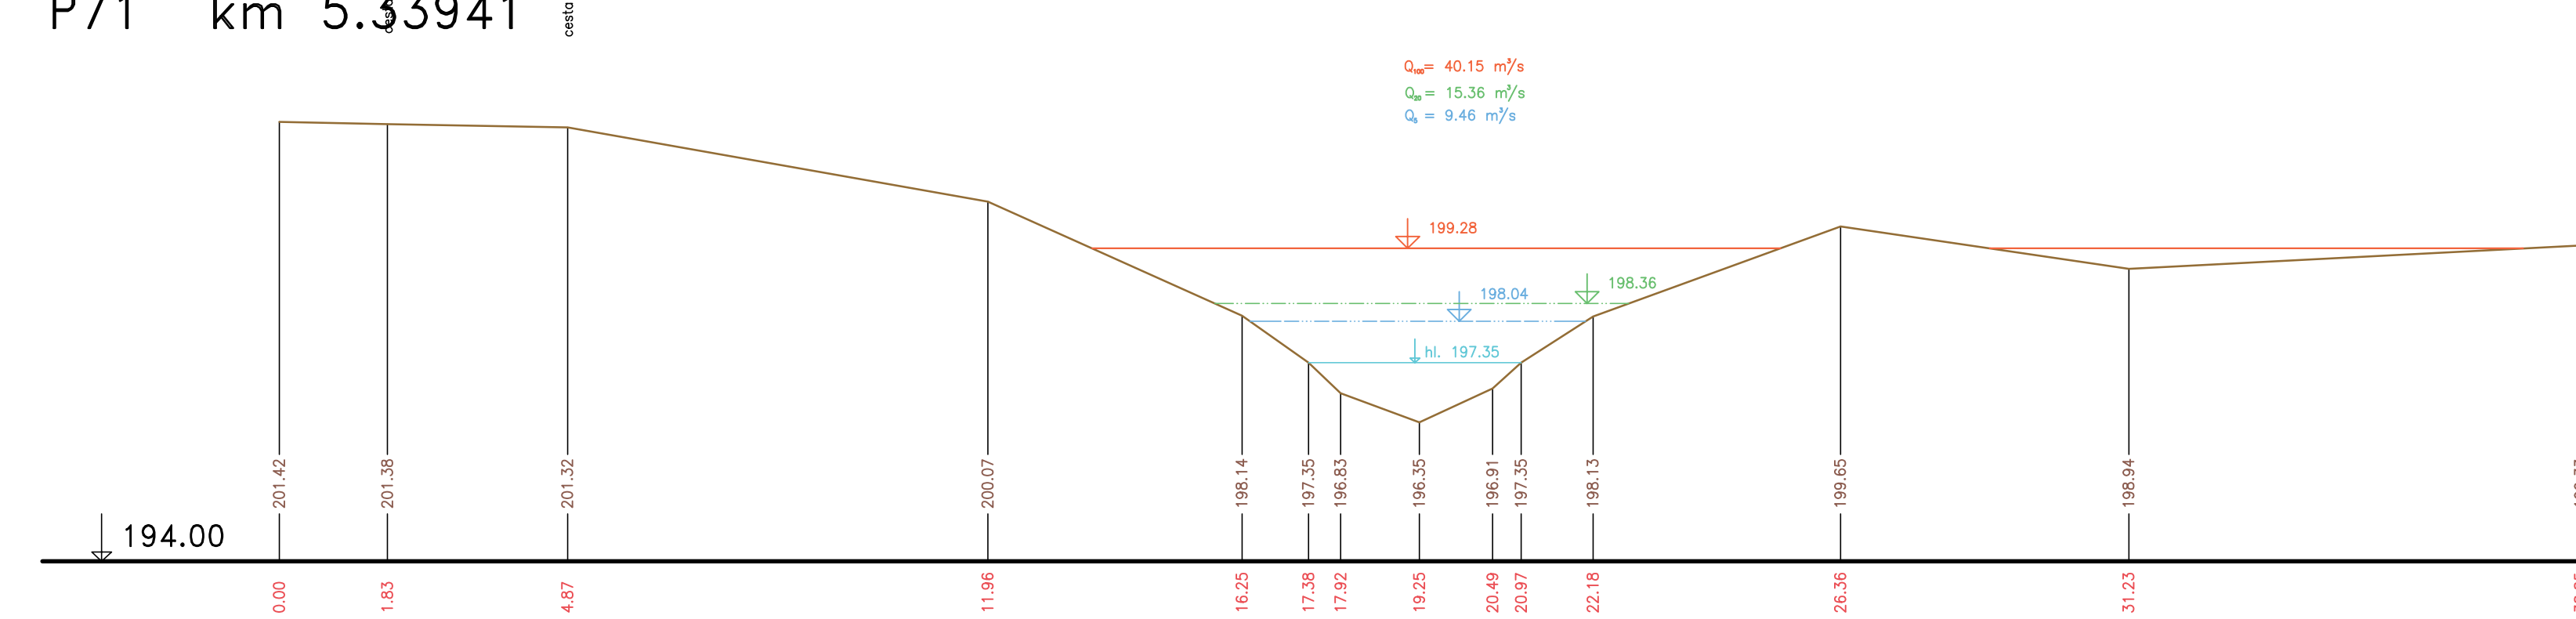 P71 km 5.33941
cesta
Q100= 40.15 m³/s
Q20 = 15.36 m³/s
Q5 = 9.46 m³/s
199.28
198.36
198.04
hl. 197.35
201.42 201.38 201.32 200.07 198.14 197.35 196.83 196.35 196.91 197.35 198.13 199.65 198.94
194.00
0.00 1.83 4.87 11.96 16.25 17.38 17.92 19.25 20.49 20.97 22.18 26.36 31.23